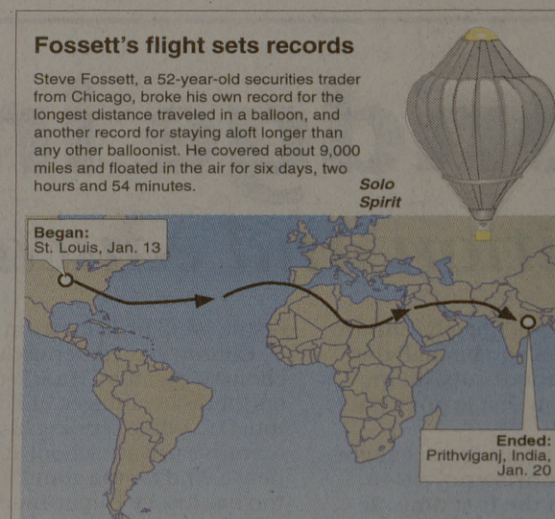 Fossett's flight sets records
Steve Fossett, a 52-year-old securities trader
from Chicago, broke his own record for the
longest distance traveled in a balloon, and
another record for staying aloft longer than
any other balloonist. He covered about 9,000
miles and floated in the air for six days, two
hours and 54 minutes.
Solo
Spirit
Began:
St. Louis, Jan. 13
Ended:
Prithviganj, India,
Jan. 20